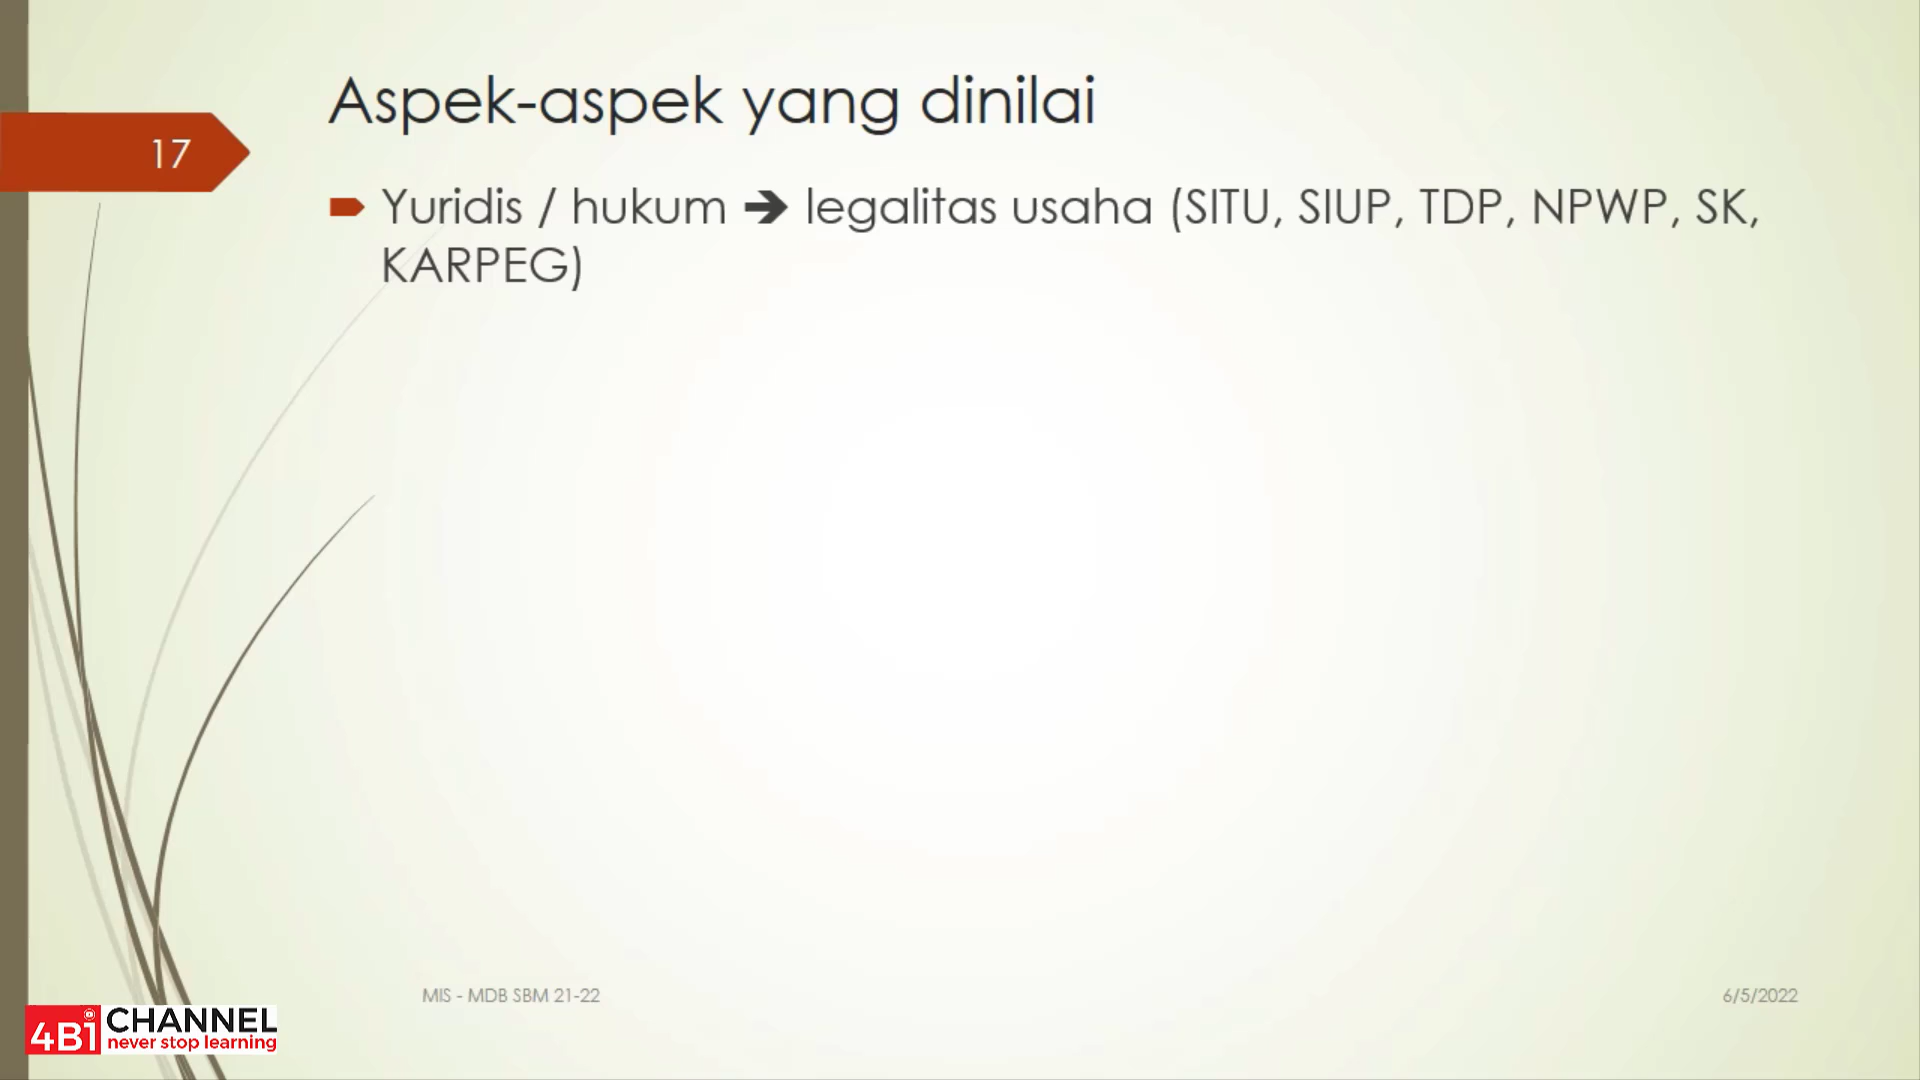 Aspek-aspek yang dinilai
17
Yuridis / hukum ➔ legalitas usaha (SITU, SIUP, TDP, NPWP, SK,
KARPEG)
MIS - MDB SBM 21-22
6/5/2022
4Bi CHANNEL
never stop learning